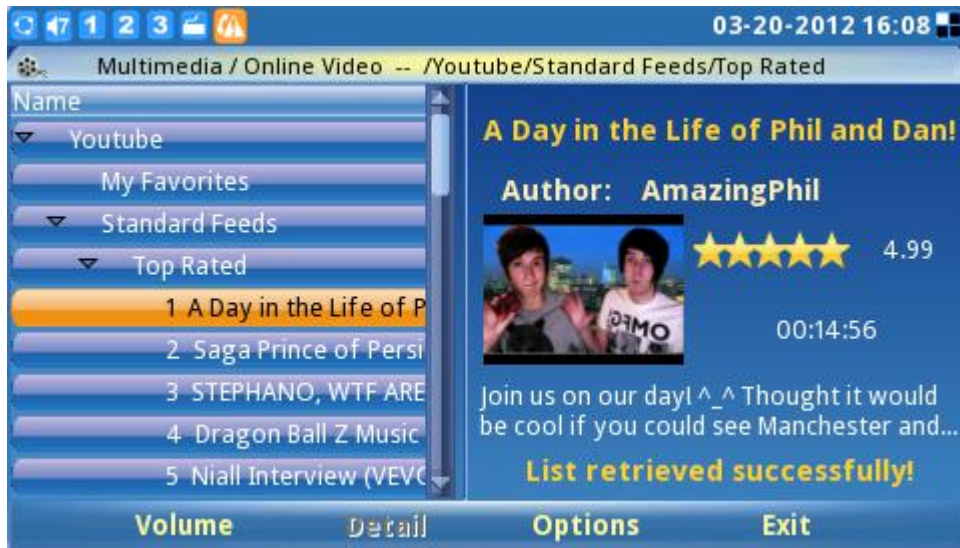 7 1 2 3
03-20-2012 16:08
Multimedia / Online Video -- /Youtube/Standard Feeds/Top Rated
Name
Youtube
My Favorites
Standard Feeds
Top Rated
1 A Day in the Life of P
2 Saga Prince of Persi
3 STEPHANO, WTF ARE
4 Dragon Ball Z Music
5 Niall Interview (VEVO
A Day in the Life of Phil and Dan!
Author: AmazingPhil
OMFG!
4.99
00:14:56
Join us on our day! ^_^ Thought it would
be cool if you could see Manchester and...
List retrieved successfully!
Volume Detail Options Exit